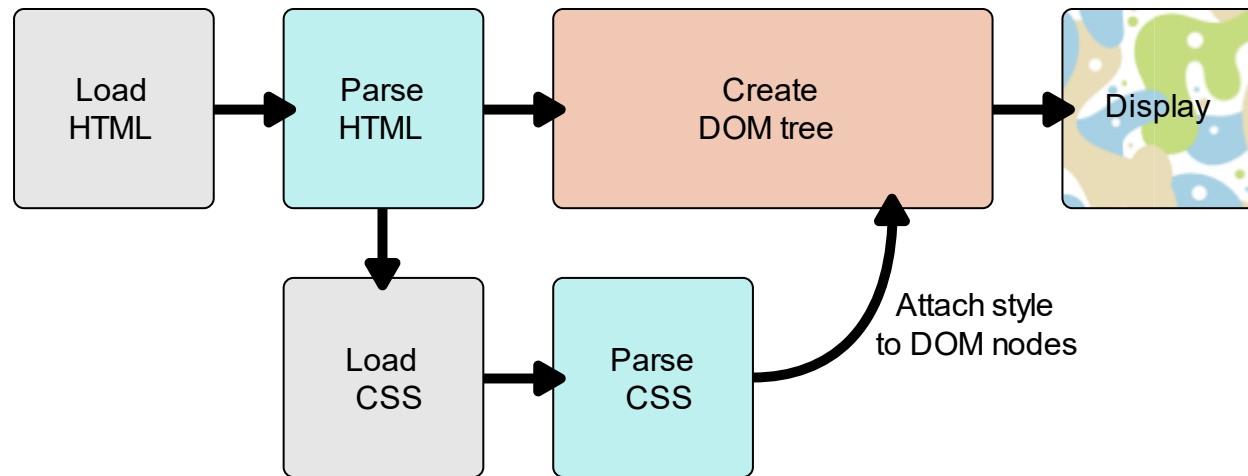 Load
HTML
Parse
HTML
Create
DOM tree
Display
Load
CSS
Parse
CSS
Attach style
to DOM nodes